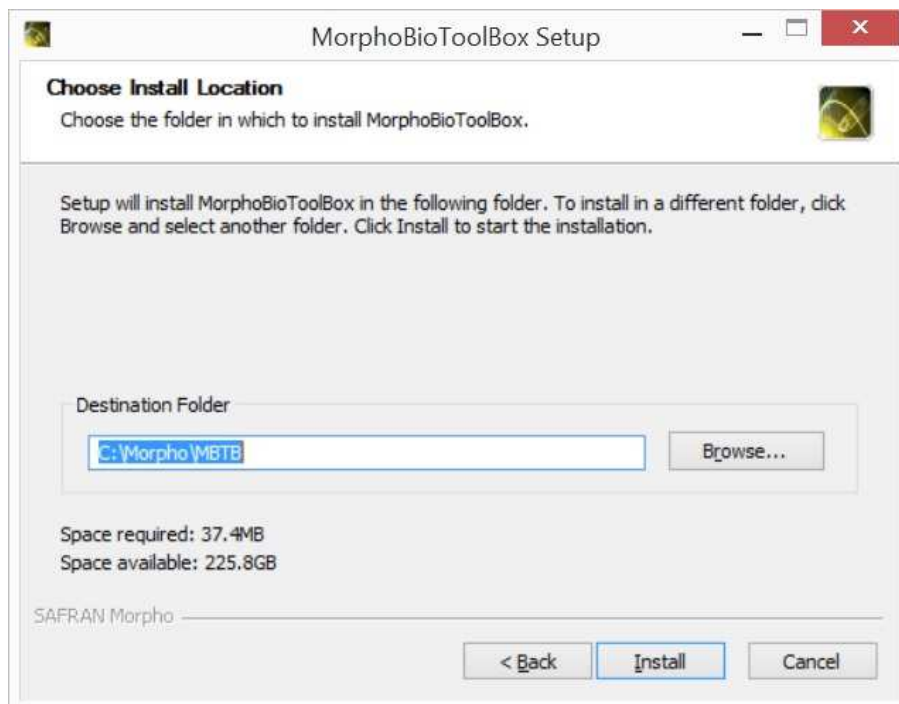 MorphoBioToolBox Setup
Choose Install Location
Choose the folder in which to install MorphoBioToolBox.
Setup will install MorphoBioToolBox in the following folder. To install in a different folder, click
Browse and select another folder. Click Install to start the installation.
Destination Folder
C:\Morpho\MBTB
Browse...
Space required: 37.4MB
Space available: 225.8GB
SAFRAN Morpho
< Back
Install
Cancel